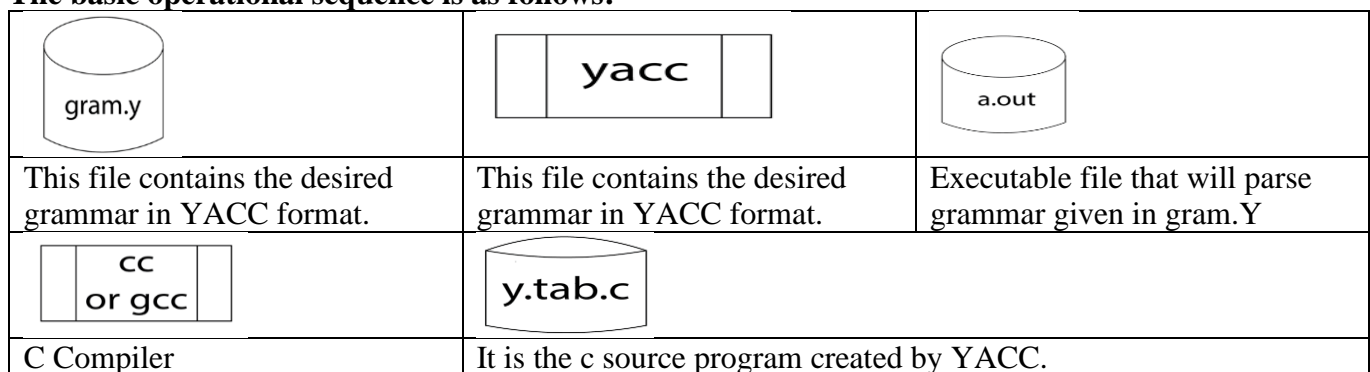 The basic operational sequence is as follows:
gram.y
yacc
a.out
This file contains the desired
grammar in YACC format.
This file contains the desired
grammar in YACC format.
Executable file that will parse
grammar given in gram.Y
cc
or gcc
y.tab.c
C Compiler
It is the c source program created by YACC.